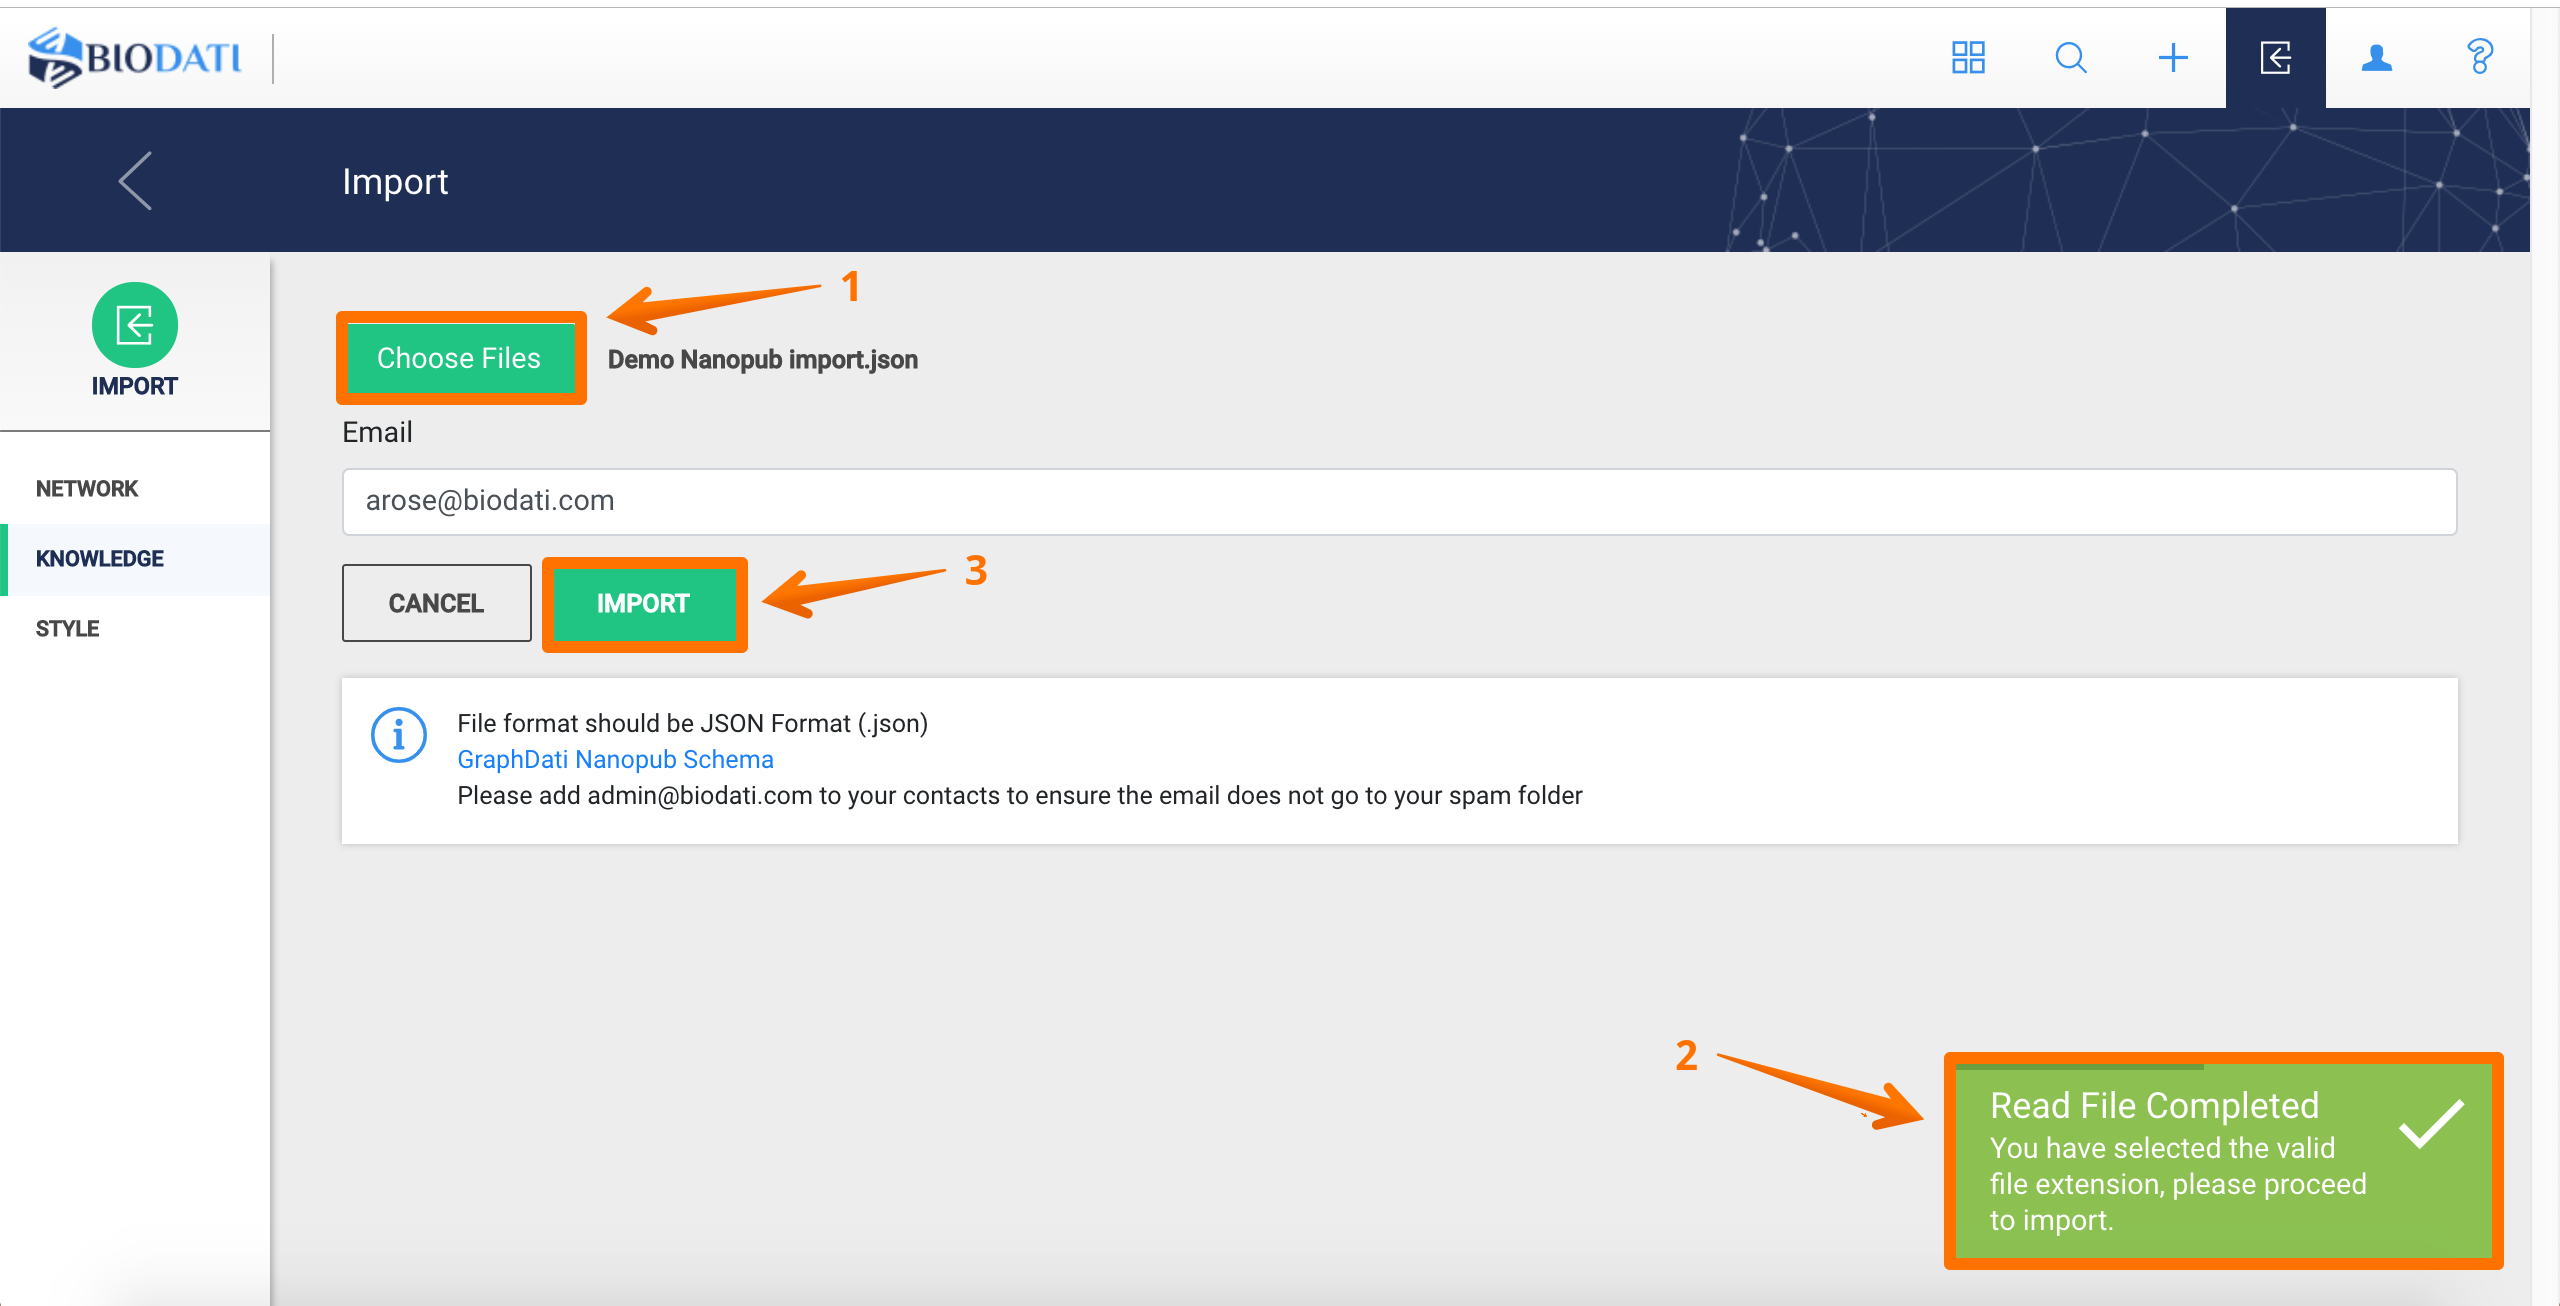 BIODATI
Import
1
IMPORT
Choose Files
Demo Nanopub import.json
Email
NETWORK
arose@biodati.com
KNOWLEDGE
3
CANCEL
IMPORT
STYLE
File format should be JSON Format (.json)
GraphDati Nanopub Schema
Please add admin@biodati.com to your contacts to ensure the email does not go to your spam folder
2
Read File Completed
You have selected the valid
file extension, please proceed
to import.